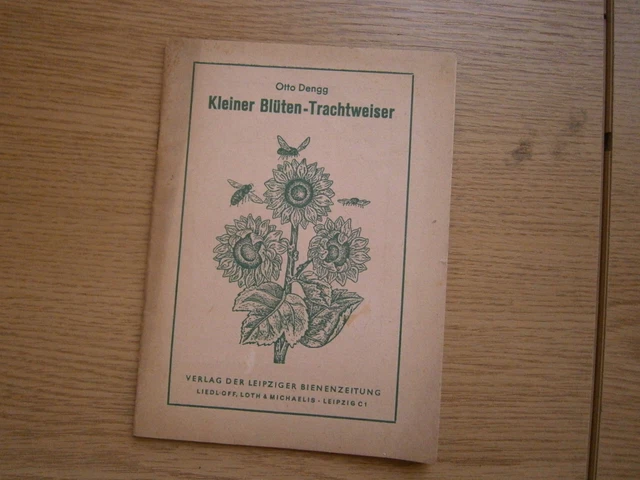 Otto Dengg
Kleiner Blüten-Trachtweiser
VERLAG DER LEIPZIGER BIENENZEITUNG
LIEDLOFF, LOTH & MICHAELIS - LEIPZIG C1